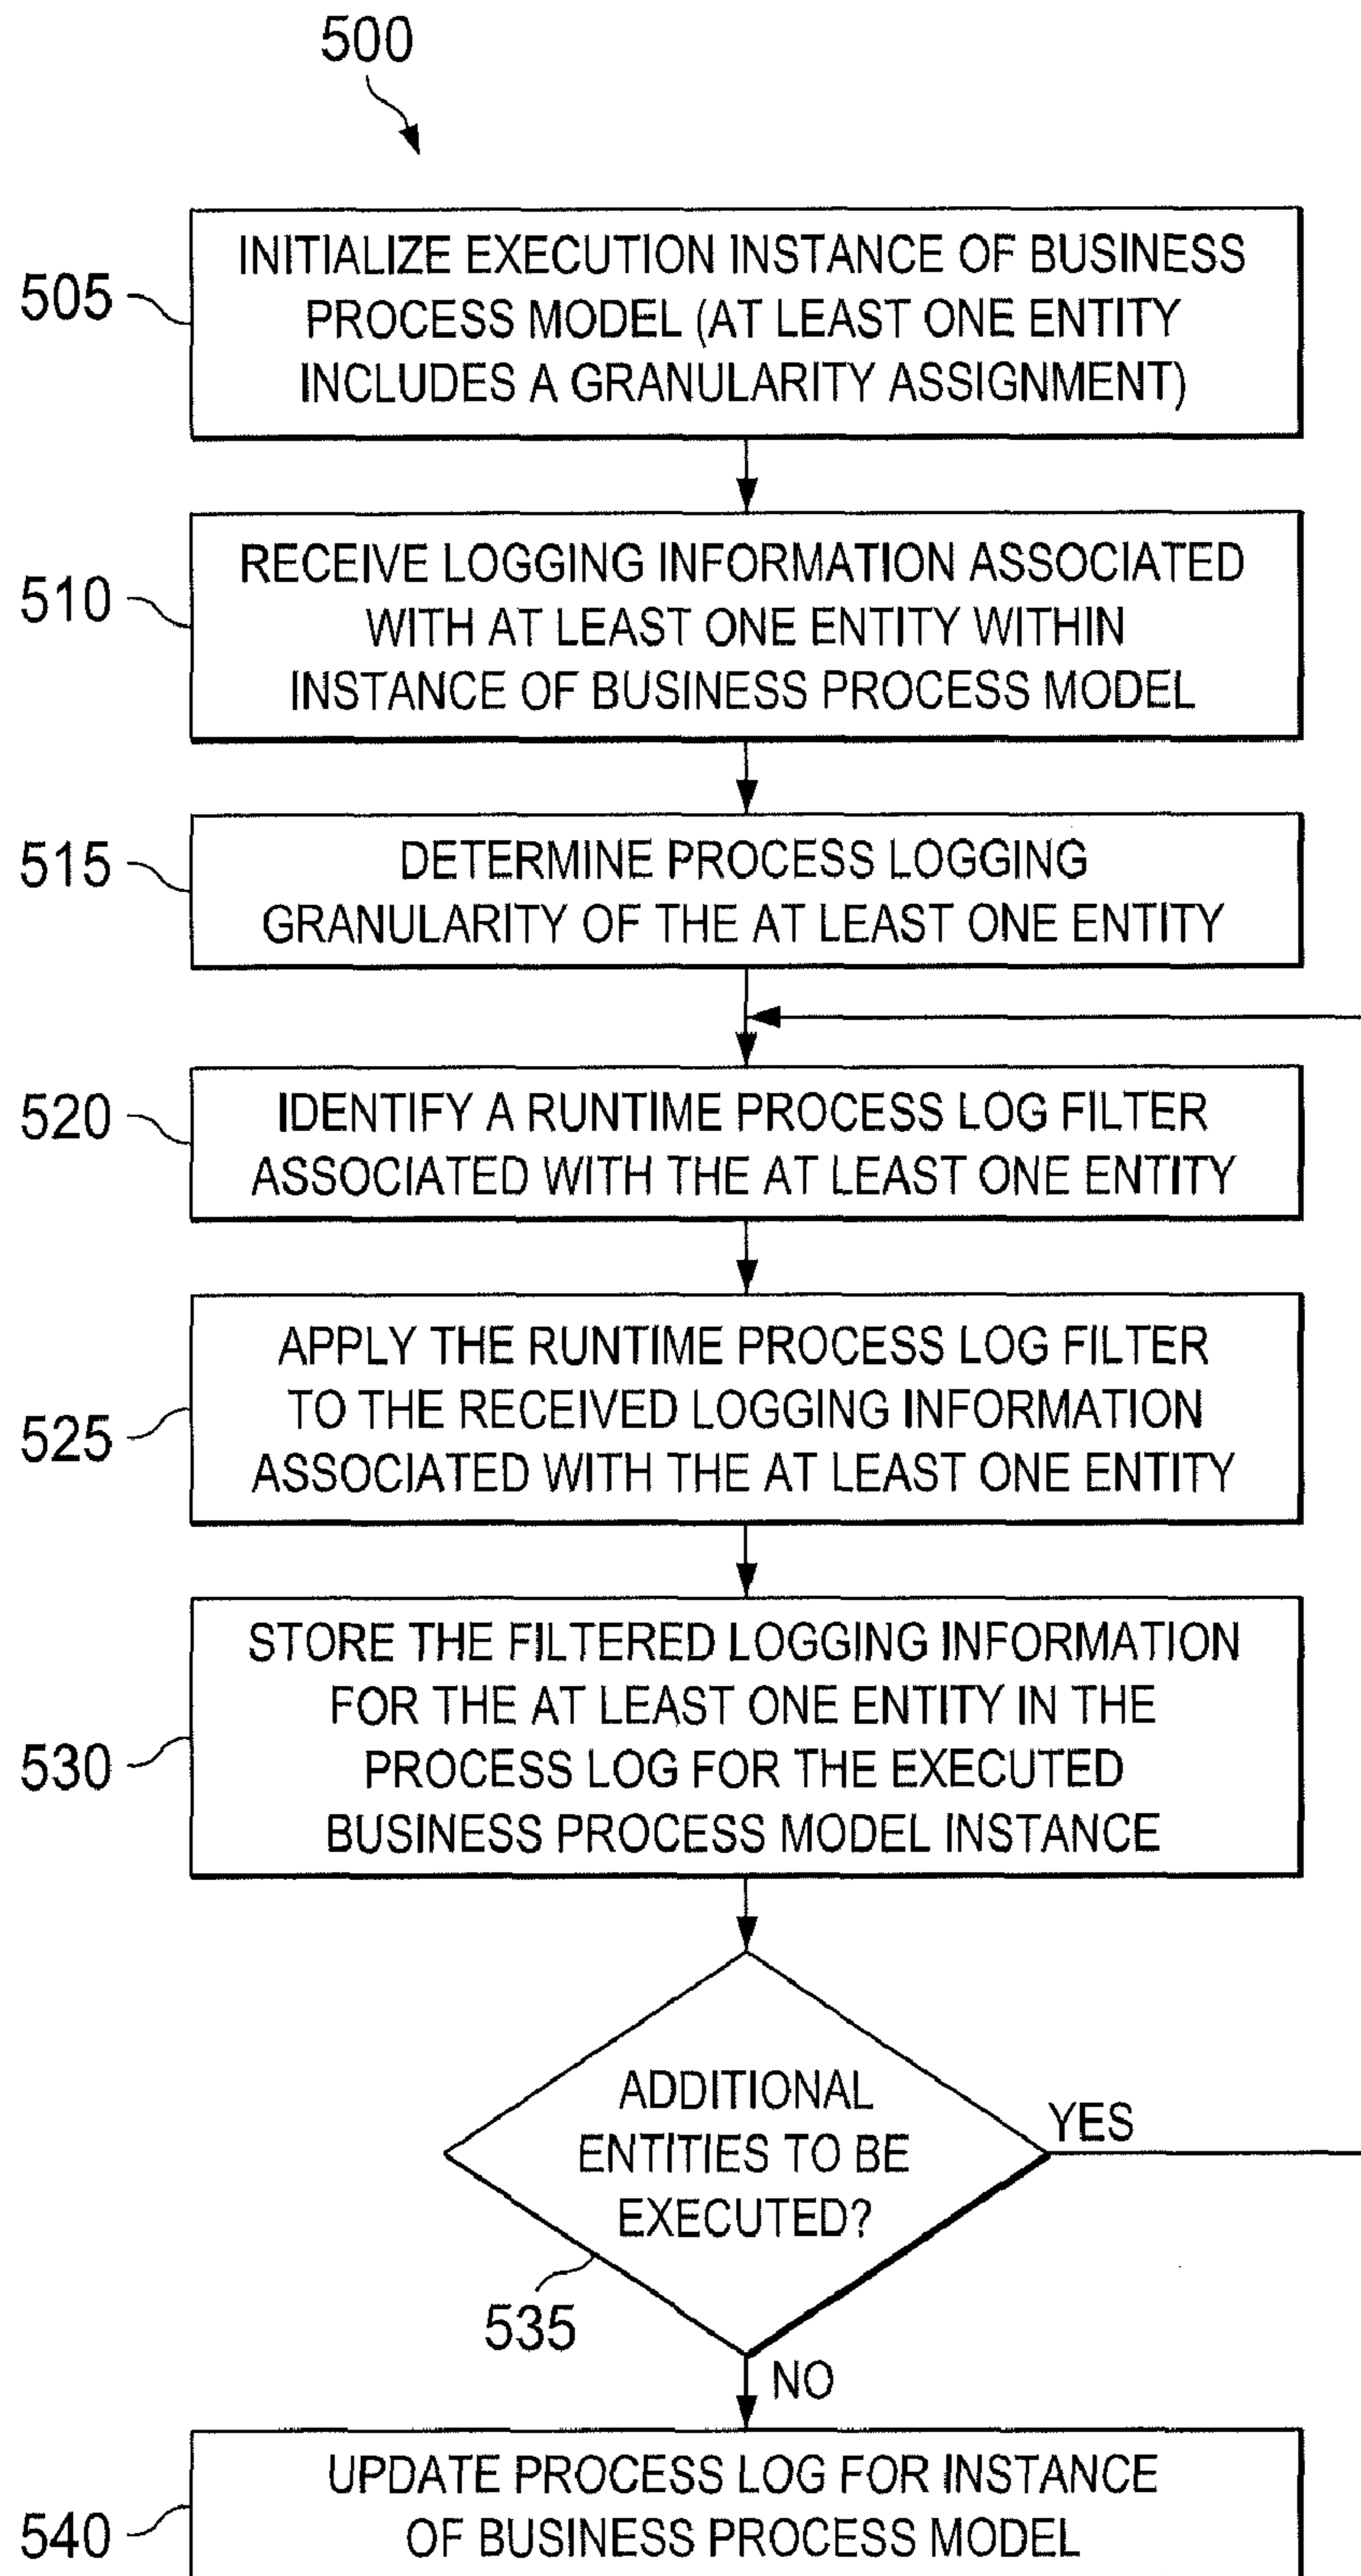 500
505
INITIALIZE EXECUTION INSTANCE OF BUSINESS
PROCESS MODEL (AT LEAST ONE ENTITY
INCLUDES A GRANULARITY ASSIGNMENT)
510
RECEIVE LOGGING INFORMATION ASSOCIATED
WITH AT LEAST ONE ENTITY WITHIN
INSTANCE OF BUSINESS PROCESS MODEL
515
DETERMINE PROCESS LOGGING
GRANULARITY OF THE AT LEAST ONE ENTITY
520
IDENTIFY A RUNTIME PROCESS LOG FILTER
ASSOCIATED WITH THE AT LEAST ONE ENTITY
525
APPLY THE RUNTIME PROCESS LOG FILTER
TO THE RECEIVED LOGGING INFORMATION
ASSOCIATED WITH THE AT LEAST ONE ENTITY
530
STORE THE FILTERED LOGGING INFORMATION
FOR THE AT LEAST ONE ENTITY IN THE
PROCESS LOG FOR THE EXECUTED
BUSINESS PROCESS MODEL INSTANCE
ADDITIONAL
ENTITIES TO BE
EXECUTED?
YES
535
NO
540
UPDATE PROCESS LOG FOR INSTANCE
OF BUSINESS PROCESS MODEL